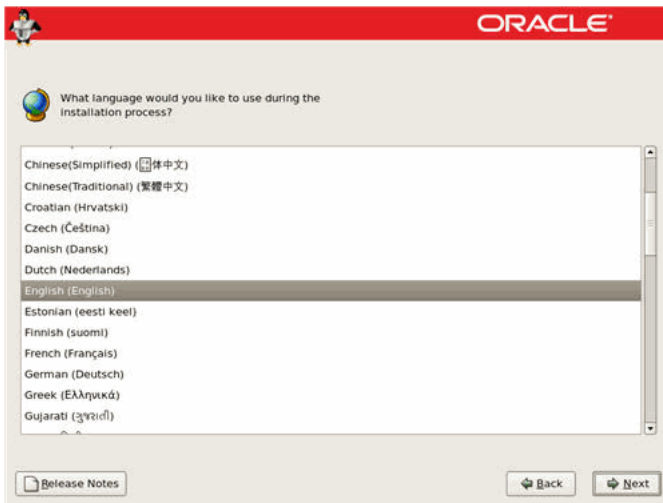 ORACLE
What language would you like to use during the
installation process?
Chinese(Simplified) (体中文)
Chinese(Traditional) (繁體中文)
Croatian (Hrvatski)
Czech (Čeština)
Danish (Dansk)
Dutch (Nederlands)
English (English)
Estonian (eesti keel)
Finnish (suomi)
French (Français)
German (Deutsch)
Greek (Ελληνικά)
Gujarati (ગુજરાતી)
Release Notes
Back
Next